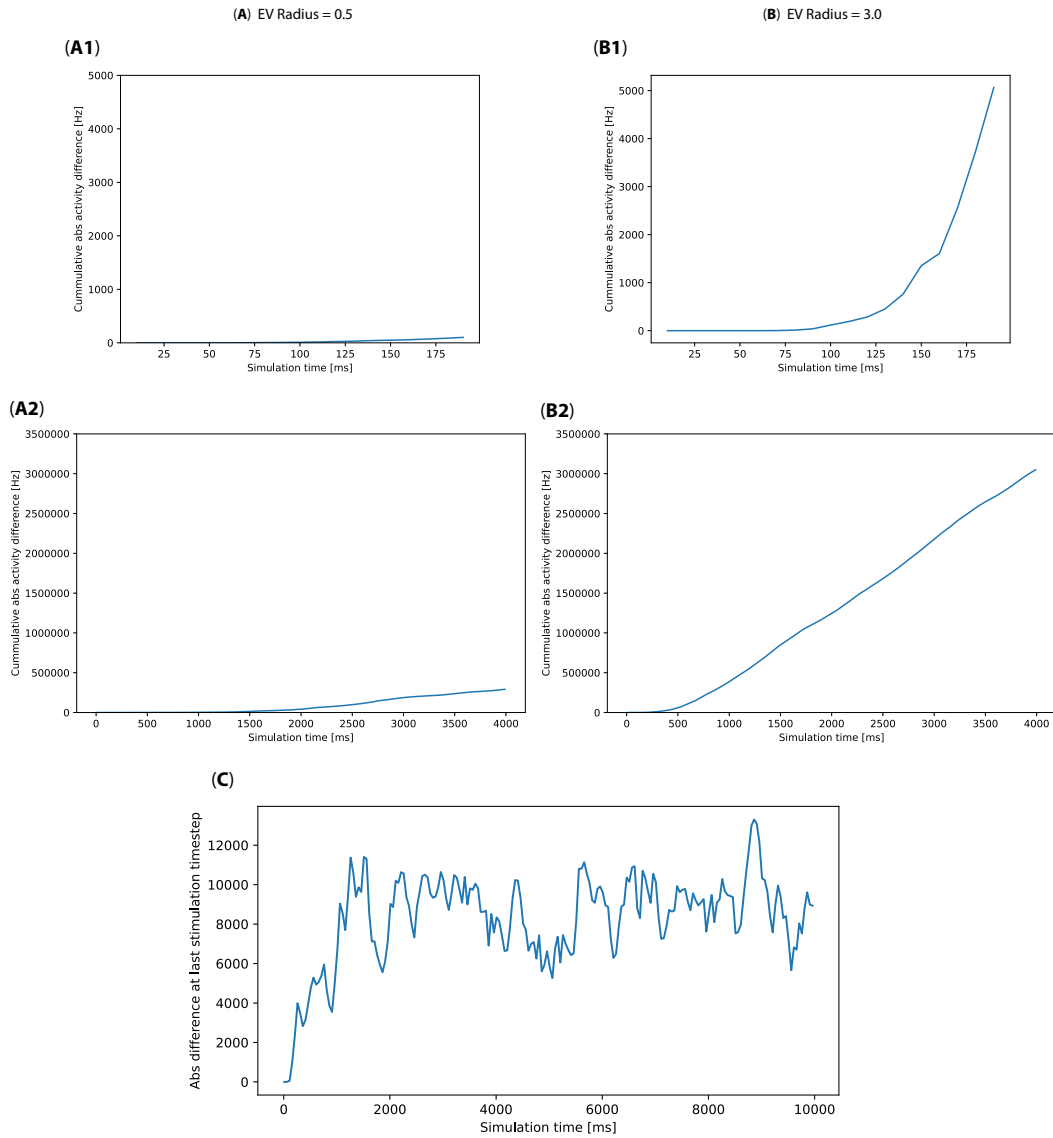 (A) EV Radius = 0.5
(B) EV Radius = 3.0
(A1)
5000
4000
3000
2000
1000
0
Cummulative abs activity difference [Hz]
25 50 75 100 125 150 175
Simulation time [ms]
(B1)
5000
4000
3000
2000
1000
0
Cummulative abs activity difference [Hz]
25 50 75 100 125 150 175
Simulation time [ms]
(A2)
3500000
3000000
2500000
2000000
1500000
1000000
500000
0
Cummulative abs activity difference [Hz]
0 500 1000 1500 2000 2500 3000 3500 4000
Simulation time [ms]
(B2)
3500000
3000000
2500000
2000000
1500000
1000000
500000
0
Cummulative abs activity difference [Hz]
0 500 1000 1500 2000 2500 3000 3500 4000
Simulation time [ms]
(C)
12000
10000
8000
6000
4000
2000
0
Abs difference at last stimulation timestep
0 2000 4000 6000 8000 10000
Simulation time [ms]